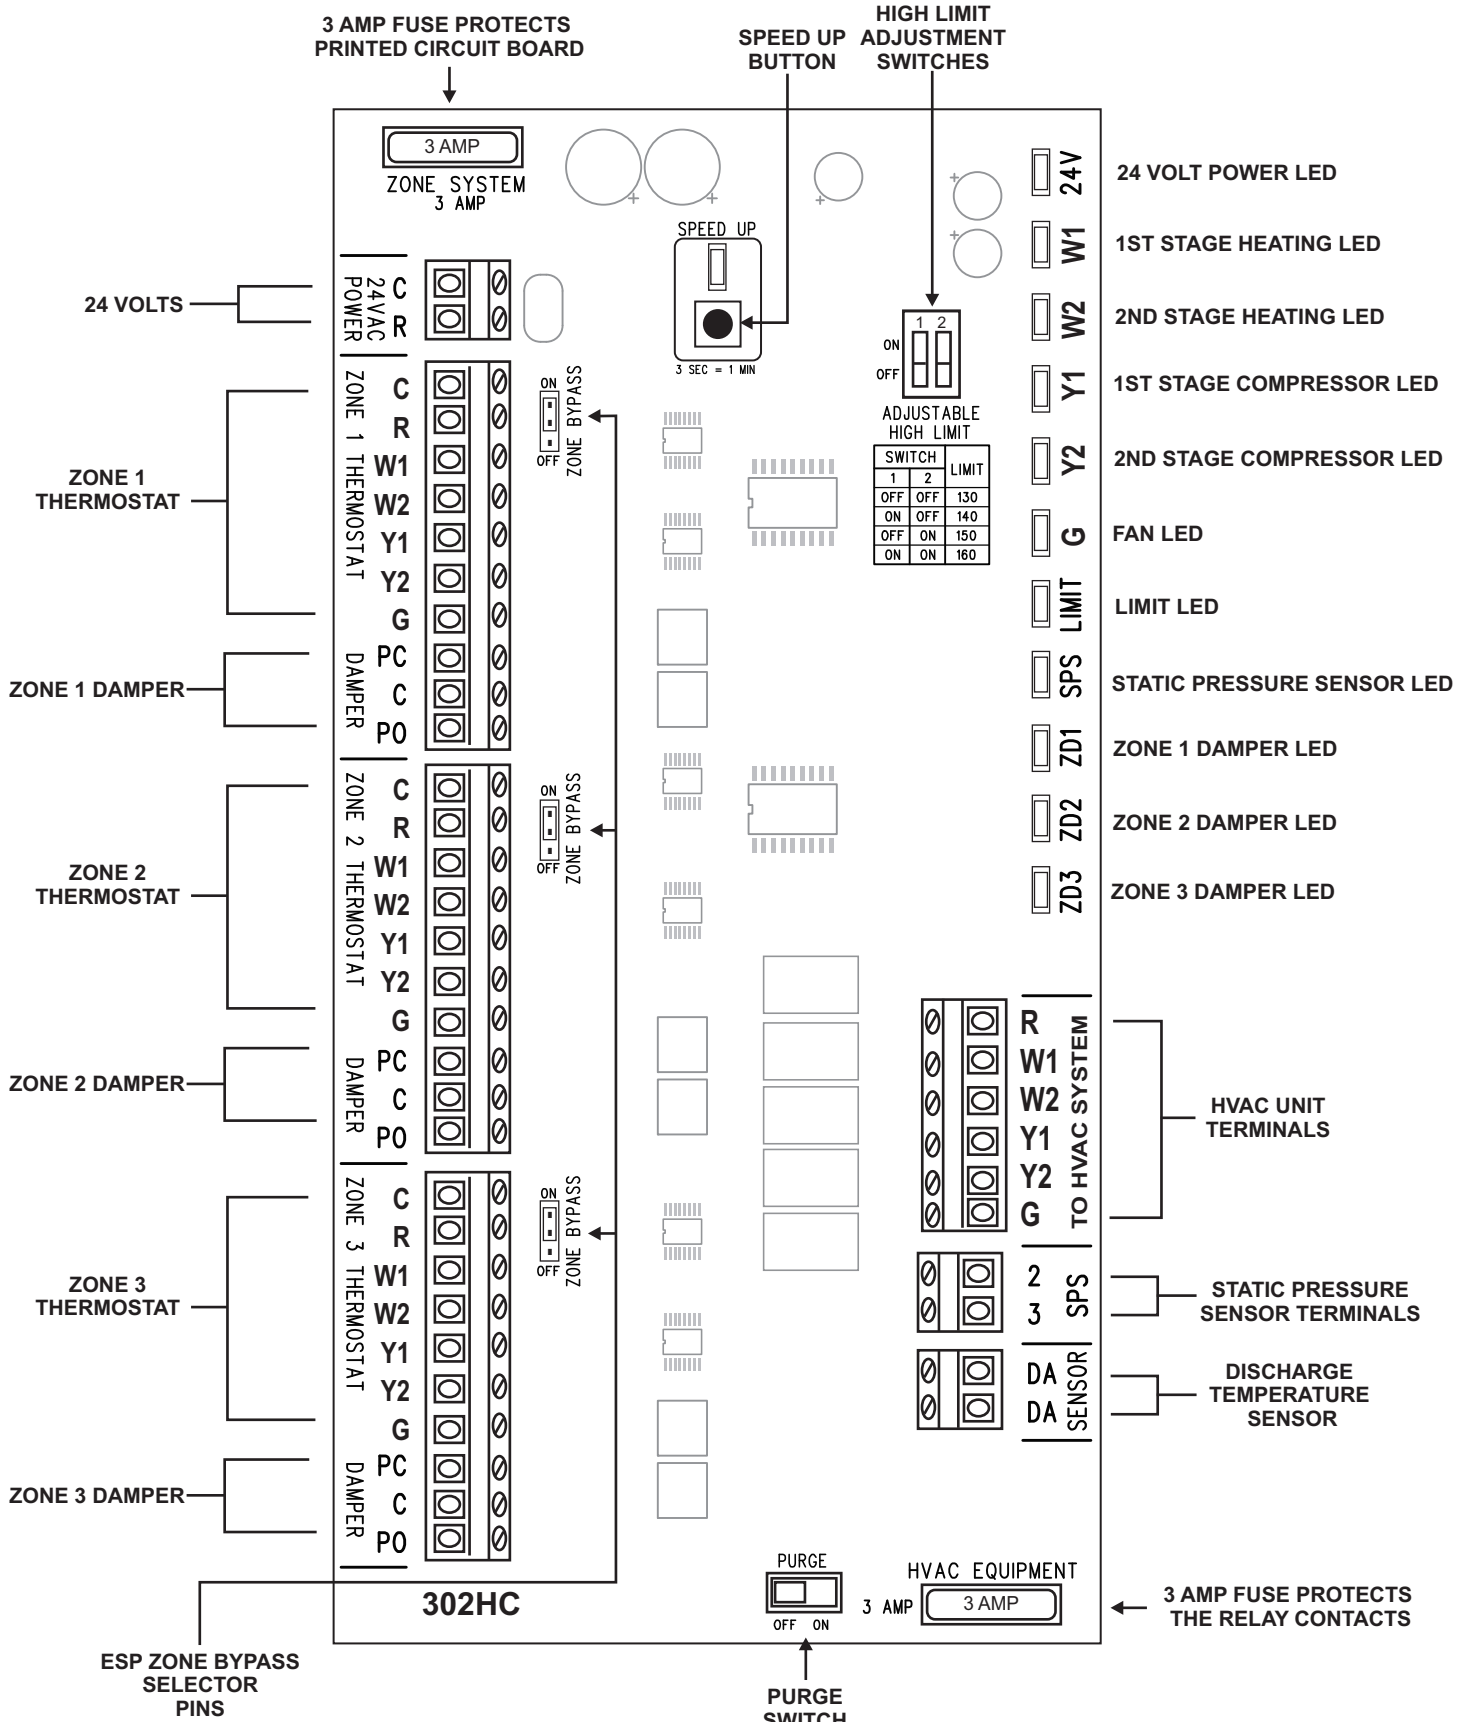 3 AMP FUSE PROTECTS
PRINTED CIRCUIT BOARD
SPEED UP
BUTTON
HIGH LIMIT
ADJUSTMENT
SWITCHES
3 AMP
ZONE SYSTEM
3 AMP
SPEED UP
3 SEC = 1 MIN
1 2
ON
OFF
ADJUSTABLE
HIGH LIMIT
SWITCH LIMIT
1 2
OFF OFF 130
ON OFF 140
OFF ON 150
ON ON 160
24V
24 VOLT POWER LED
W1
1ST STAGE HEATING LED
W2
2ND STAGE HEATING LED
Y1
1ST STAGE COMPRESSOR LED
Y2
2ND STAGE COMPRESSOR LED
G
FAN LED
LIMIT
LIMIT LED
SPS
STATIC PRESSURE SENSOR LED
ZD1
ZONE 1 DAMPER LED
ZD2
ZONE 2 DAMPER LED
ZD3
ZONE 3 DAMPER LED
24 VOLTS
24VAC
POWER
C
R
ZONE 1
THERMOSTAT
ZONE 1 THERMOSTAT
C
R
W1
W2
Y1
Y2
G
ON
OFF
ZONE BYPASS
ZONE 1 DAMPER
DAMPER
PC
C
PO
ZONE 2
THERMOSTAT
ZONE 2 THERMOSTAT
C
R
W1
W2
Y1
Y2
G
ON
OFF
ZONE BYPASS
ZONE 2 DAMPER
DAMPER
PC
C
PO
ZONE 3
THERMOSTAT
ZONE 3 THERMOSTAT
C
R
W1
W2
Y1
Y2
G
ON
OFF
ZONE BYPASS
ZONE 3 DAMPER
DAMPER
PC
C
PO
R
W1
W2
Y1
Y2
G
TO HVAC SYSTEM
HVAC UNIT
TERMINALS
2
3
SPS
STATIC PRESSURE
SENSOR TERMINALS
DA
DA
SENSOR
DISCHARGE
TEMPERATURE
SENSOR
302HC
PURGE
OFF ON
HVAC EQUIPMENT
3 AMP
3 AMP
3 AMP FUSE PROTECTS
THE RELAY CONTACTS
ESP ZONE BYPASS
SELECTOR
PINS
PURGE
SWITCH